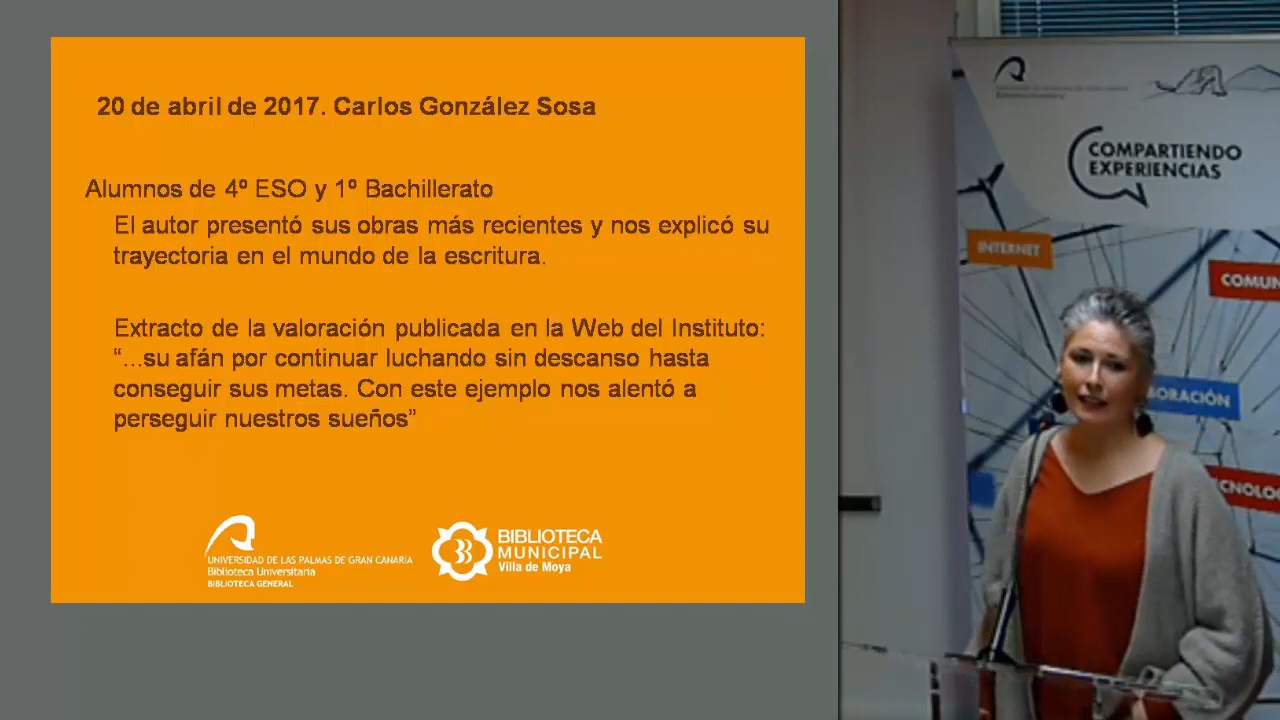 20 de abril de 2017. Carlos González Sosa
Alumnos de 4º ESO y 1º Bachillerato
El autor presentó sus obras más recientes y nos explicó su
trayectoria en el mundo de la escritura.
Extracto de la valoración publicada en la Web del Instituto:
“...su afán por continuar luchando sin descanso hasta
conseguir sus metas. Con este ejemplo nos alentó a
perseguir nuestros sueños”
UNIVERSIDAD DE LAS PALMAS DE GRAN CANARIA
Biblioteca Universitaria
BIBLIOTECA GENERAL
BIBLIOTECA
MUNICIPAL
Villa de Moya
COMPARTIENDO
EXPERIENCIAS
INTERNET
COMUN
BORACIÓN
CNOLO